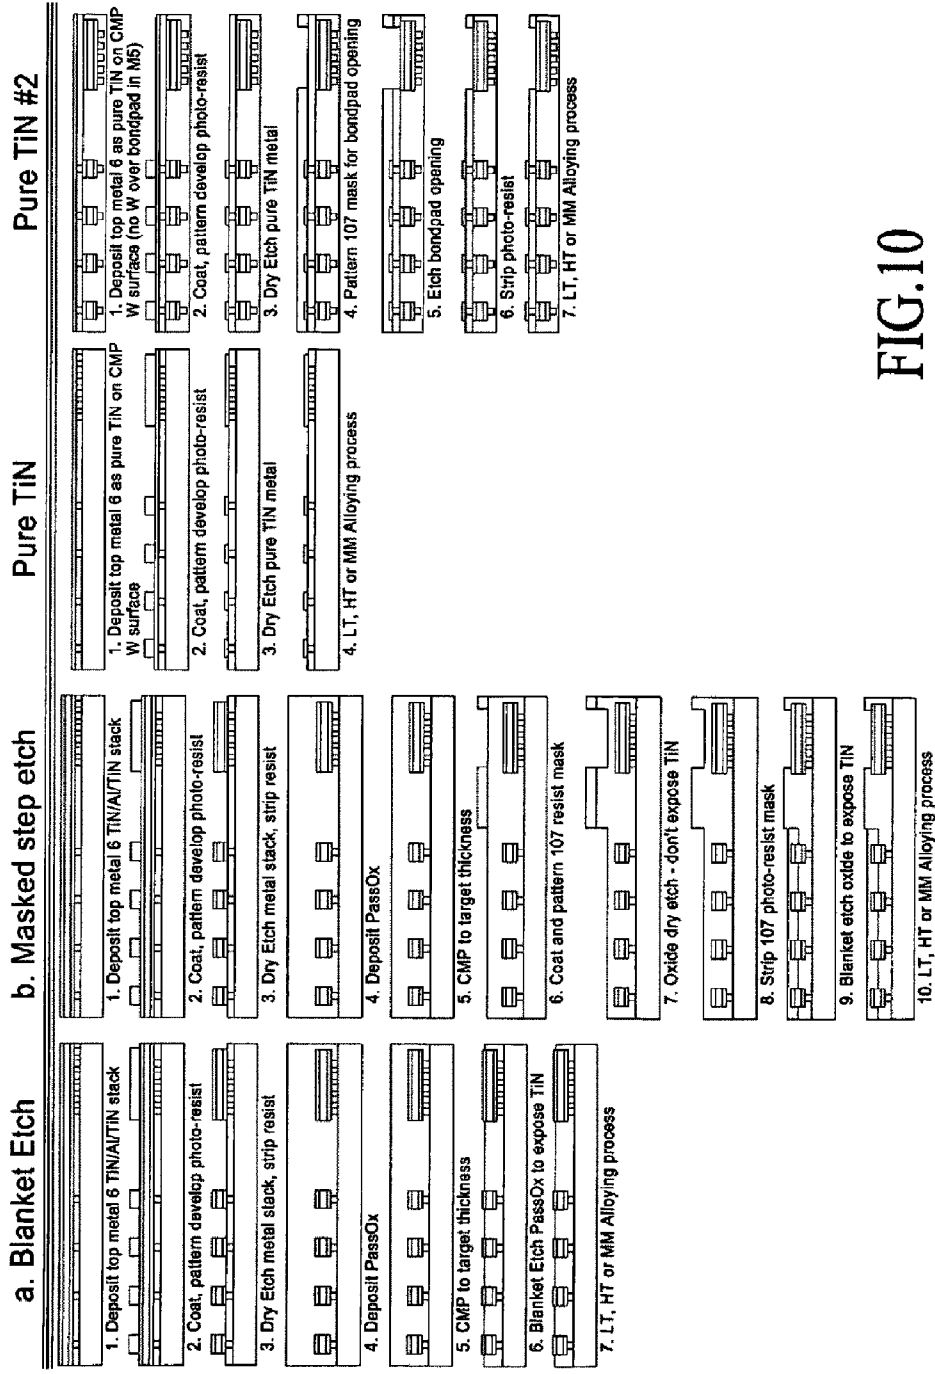 a. Blanket Etch
1. Deposit top metal 6 TiN/Al/TiN stack
2. Coat, pattern develop photo-resist
3. Dry Etch metal stack, strip resist
4. Deposit PassOx
5. CMP to target thickness
6. Blanket Etch PassOx to expose TiN
7. LT, HT or MM Alloying process
b. Masked step etch
1. Deposit top metal 6 TiN/Al/TiN stack
2. Coat, pattern develop photo-resist
3. Dry Etch metal stack, strip resist
4. Deposit PassOx
5. CMP to target thickness
6. Coat and pattern 107 resist mask
7. Oxide dry etch - don't expose TiN
8. Strip 107 photo-resist mask
9. Blanket etch oxide to expose TiN
10. LT, HT or MM Alloying process
Pure TiN
1. Deposit top metal 6 as pure TiN on CMP
W surface
2. Coat, pattern develop photo-resist
3. Dry Etch pure TiN metal
4. LT, HT or MM Alloying process
Pure TiN #2
1. Deposit top metal 6 as pure TiN on CMP
W surface (no W over bondpad in M5)
2. Coat, pattern develop photo-resist
3. Dry Etch pure TiN metal
4. Pattern 107 mask for bondpad opening
5. Etch bondpad opening
6. Strip photo-resist
7. LT, HT or MM Alloying process
FIG.10